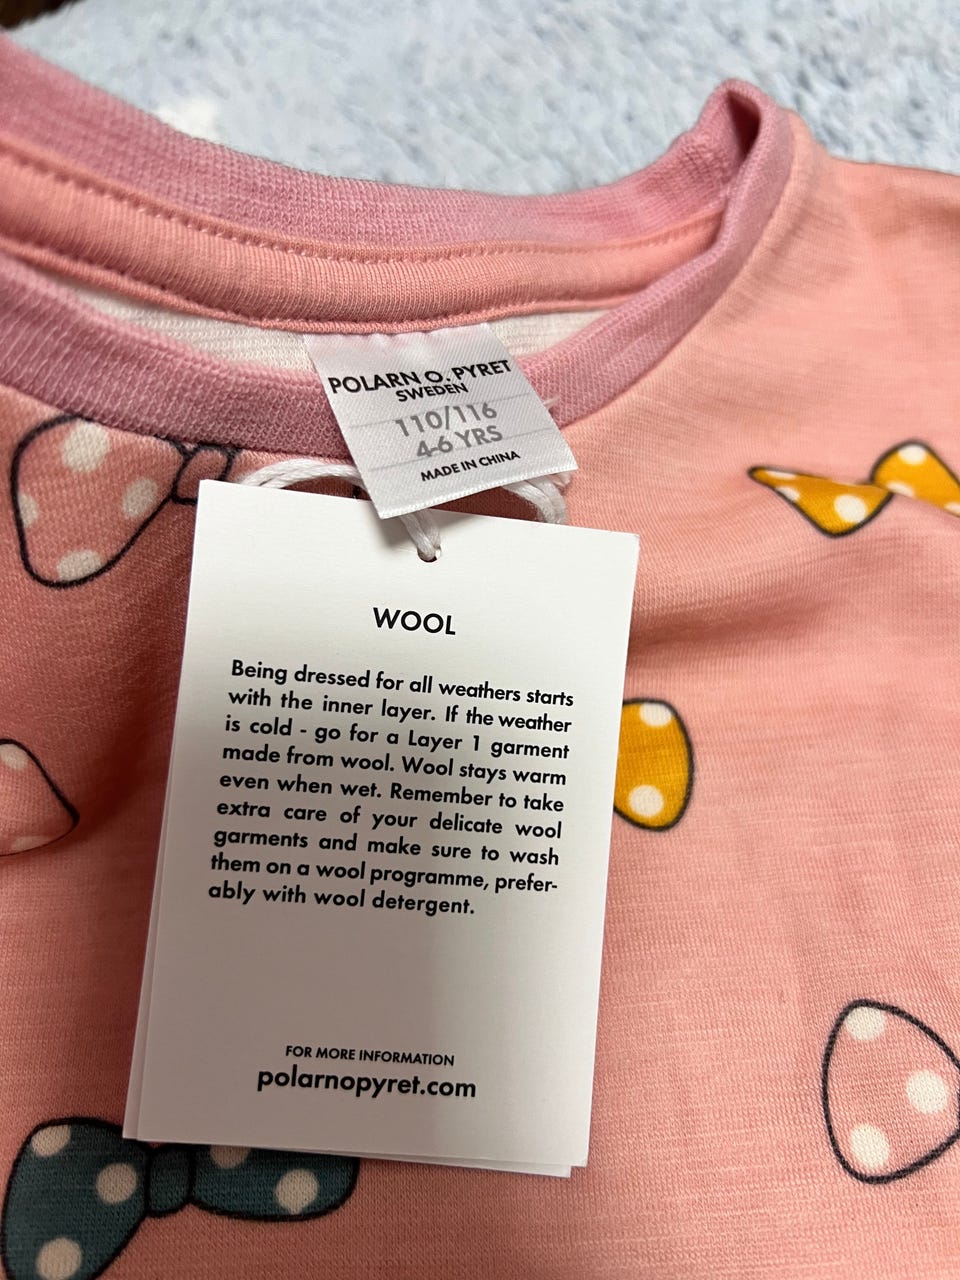 POLARN O. PYRET
SWEDEN
110/116
4-6 YRS
MADE IN CHINA
WOOL
Being dressed for all weathers starts
with the inner layer. If the weather
is cold - go for a Layer 1 garment
made from wool. Wool stays warm
even when wet. Remember to take
extra care of your delicate wool
garments and make sure to wash
them on a wool programme, prefer-
ably with wool detergent.
FOR MORE INFORMATION
polarnopyret.com